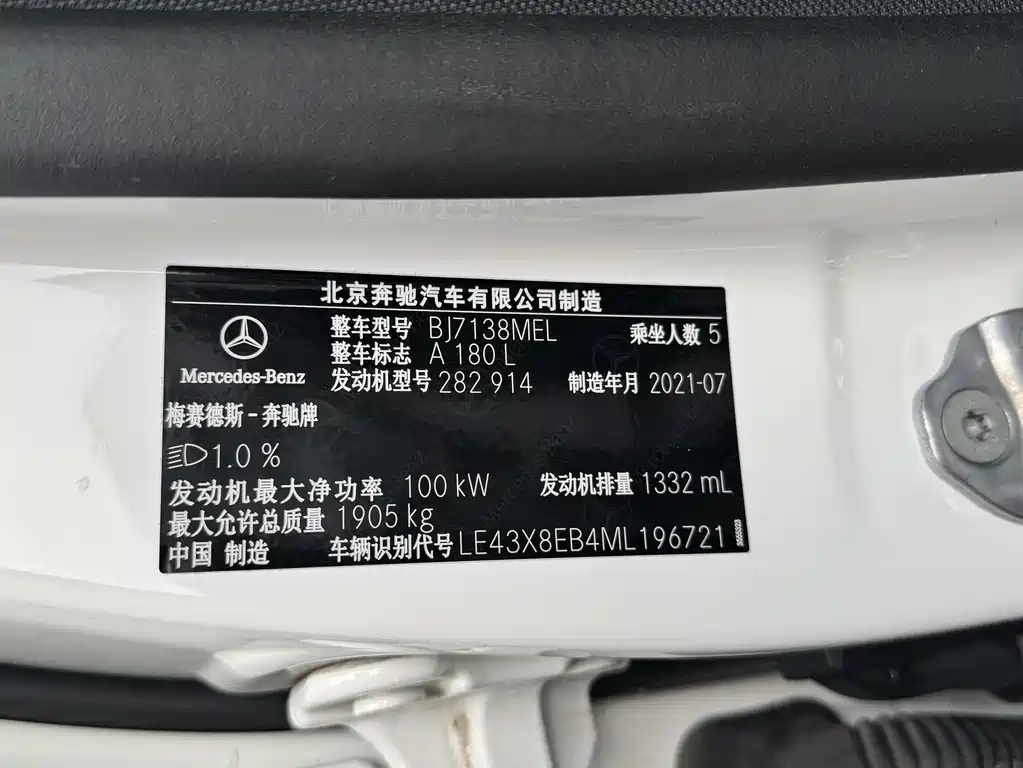 北京奔驰汽车有限公司制造
整车型号 BJ7138MEL 乘坐人数 5
整车标志 A 180 L
Mercedes-Benz 发动机型号 282 914 制造年月 2021-07
梅赛德斯-奔驰牌
1.0 %
发动机最大净功率 100 kW 发动机排量 1332 mL
最大允许总质量 1905 kg
中国 制造 车辆识别代号 LE43X8EB4ML196721